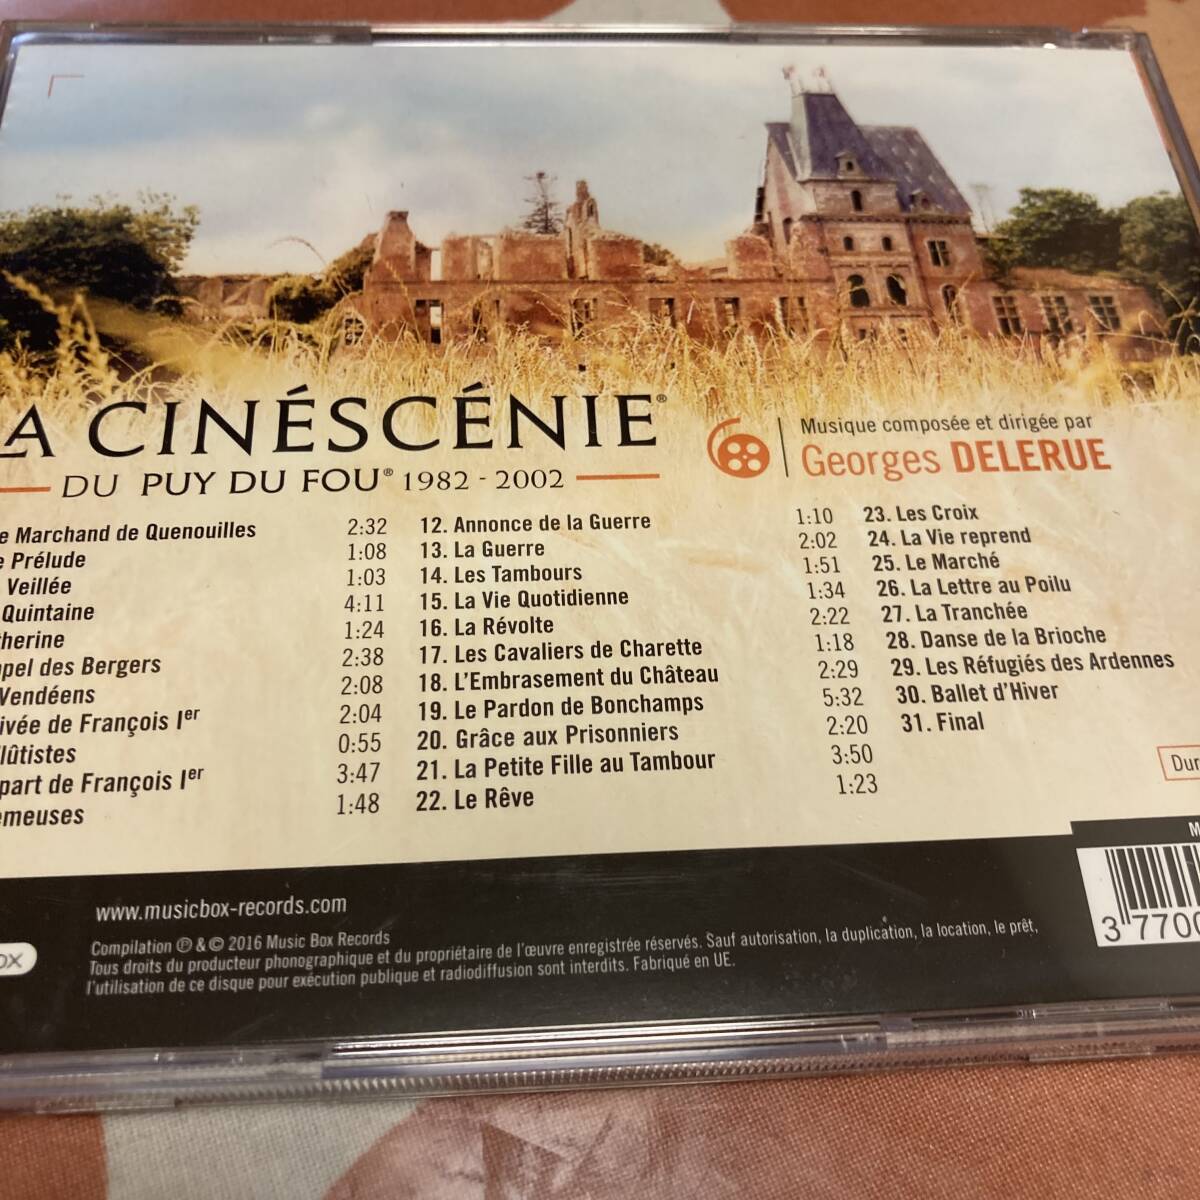 A CINÉSCÉNIE®
DU PUY DU FOU® 1982 - 2002
Musique composée et dirigée par
Georges DELERUE
Marchand de Quenouilles 2:32
Prélude 1:08
Veillée 1:03
Quintaine 4:11
herine 1:24
pel des Bergers 2:38
Vendéens 2:08
ivée de François Ier 2:04
lûtistes 0:55
part de François Ier 3:47
meuses 1:48
12. Annonce de la Guerre 1:10
13. La Guerre 2:02
14. Les Tambours 1:51
15. La Vie Quotidienne 1:34
16. La Révolte 2:22
17. Les Cavaliers de Charette 1:18
18. L'Embrasement du Château 2:29
19. Le Pardon de Bonchamps 5:32
20. Grâce aux Prisonniers 2:20
21. La Petite Fille au Tambour 3:50
22. Le Rêve 1:23
23. Les Croix
24. La Vie reprend
25. Le Marché
26. La Lettre au Poilu
27. La Tranchée
28. Danse de la Brioche
29. Les Réfugiés des Ardennes
30. Ballet d'Hiver
31. Final
Dur
M
3 7700
www.musicbox-records.com
OX
Compilation ℗ & © 2016 Music Box Records
Tous droits du producteur phonographique et du propriétaire de l'œuvre enregistrée réservés. Sauf autorisation, la duplication, la location, le prêt,
l'utilisation de ce disque pour exécution publique et radiodiffusion sont interdits. Fabriqué en UE.